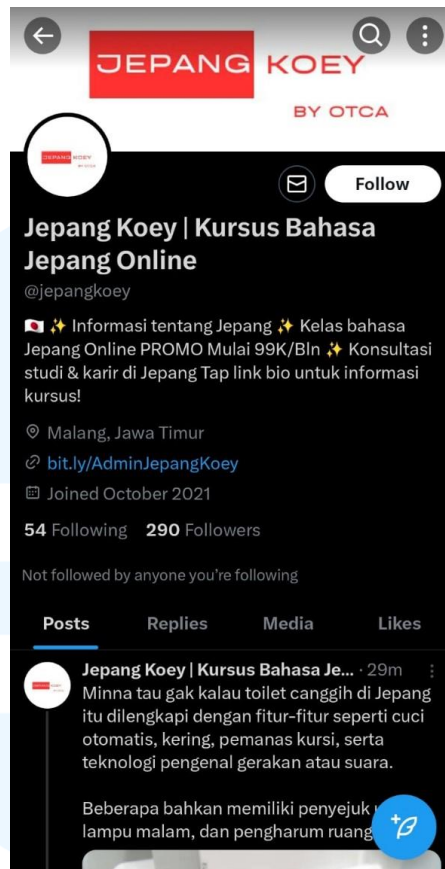 JEPANG KOEY
BY OTCA
JEPANG KOEY
BY OTCA
Follow
Jepang Koey | Kursus Bahasa
Jepang Online
@jepangkoey
🇯🇵 ✨ Informasi tentang Jepang ✨ Kelas bahasa
Jepang Online PROMO Mulai 99K/Bln ✨ Konsultasi
studi & karir di Jepang Tap link bio untuk informasi
kursus!
Malang, Jawa Timur
bit.ly/AdminJepangKoey
Joined October 2021
54 Following 290 Followers
Not followed by anyone you're following
Posts Replies Media Likes
Jepang Koey | Kursus Bahasa Je... · 29m
Minna tau gak kalau toilet canggih di Jepang
itu dilengkapi dengan fitur-fitur seperti cuci
otomatis, kering, pemanas kursi, serta
teknologi pengenal gerakan atau suara.
Beberapa bahkan memiliki penyejuk
lampu malam, dan pengharum ruang